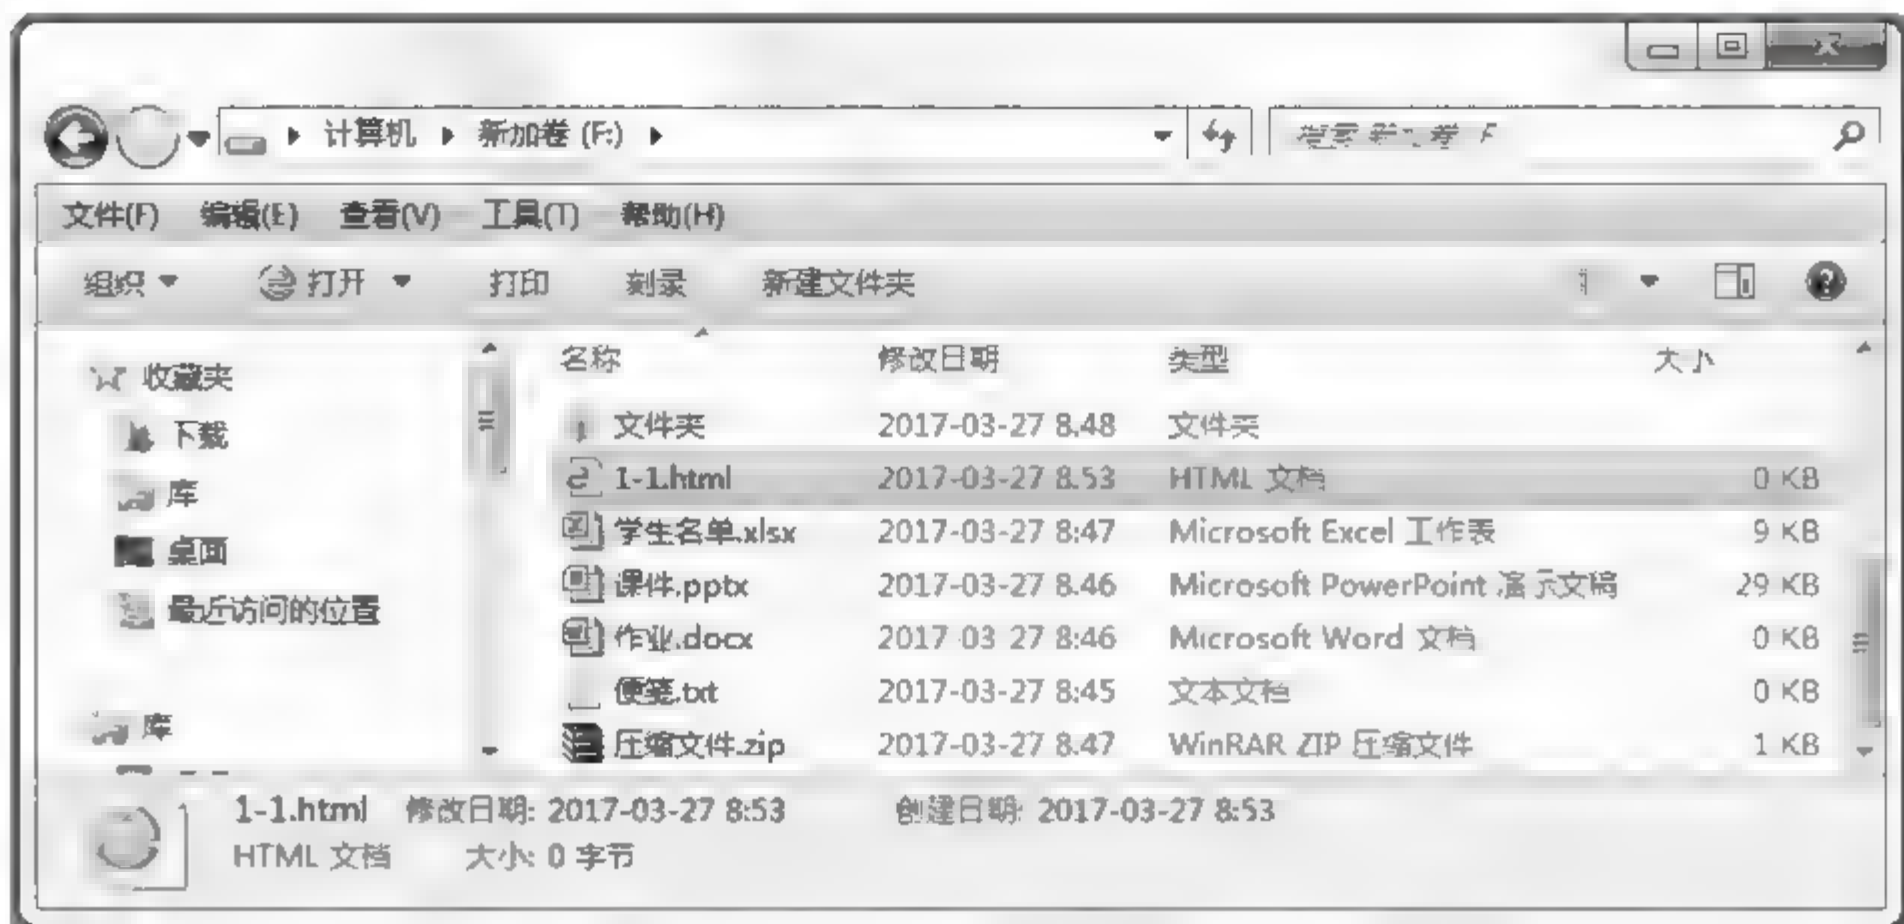 计算机 新加卷 (F:)
文件(F) 编辑(E) 查看(V) 工具(T) 帮助(H)
组织 打开 打印 刻录 新建文件夹
收藏夹
下载
库
桌面
最近访问的位置
库
名称 修改日期 类型 大小
文件夹 2017-03-27 8:48 文件夹
1-1.html 2017-03-27 8:53 HTML 文档 0 KB
学生名单.xlsx 2017-03-27 8:47 Microsoft Excel 工作表 9 KB
课件.pptx 2017-03-27 8:46 Microsoft PowerPoint 演示文稿 29 KB
作业.docx 2017-03-27 8:46 Microsoft Word 文档 0 KB
便笺.txt 2017-03-27 8:45 文本文档 0 KB
压缩文件.zip 2017-03-27 8:47 WinRAR ZIP 压缩文件 1 KB
1-1.html 修改日期: 2017-03-27 8:53 创建日期: 2017-03-27 8:53
HTML 文档 大小: 0 字节